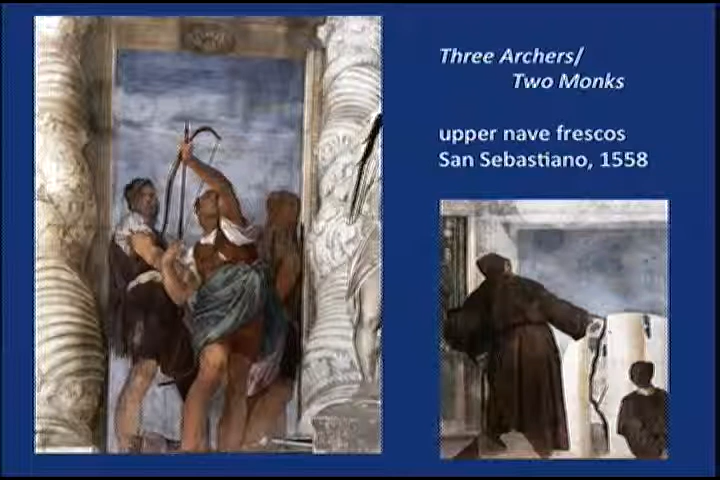 Three Archers/
Two Monks
upper nave frescos
San Sebastiano, 1558